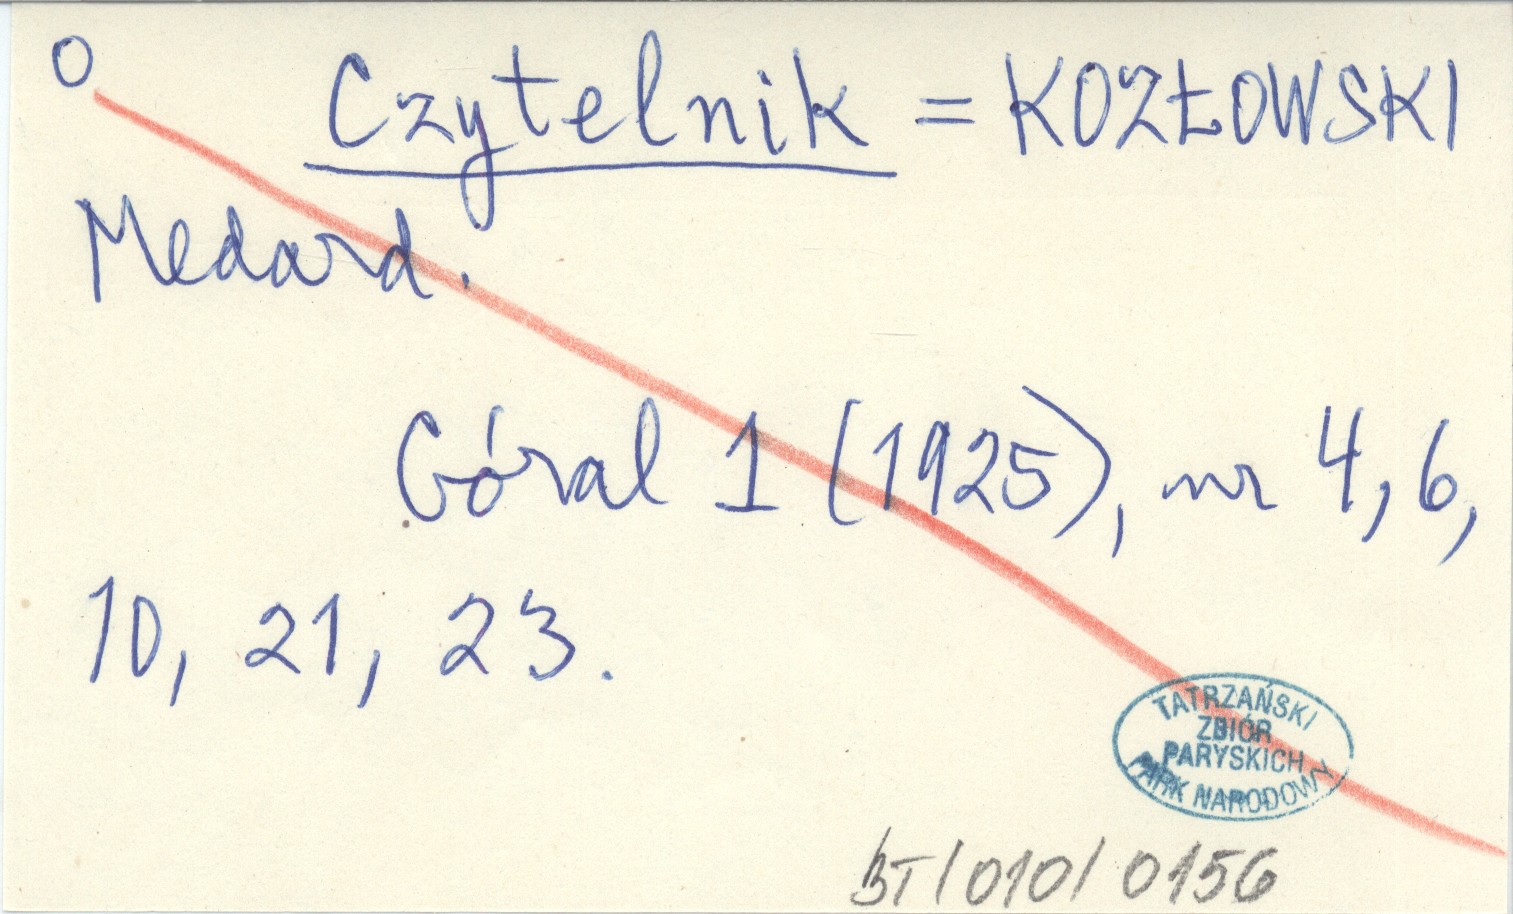 O
Czytelnik = KOZŁOWSKI
Medard.
Góral 1 (1925), nr 4, 6,
10, 21, 23.
TATRZAŃSKI
ZBIÓR
PARYSKICH
PARK NARODOWY
BT/010/0156